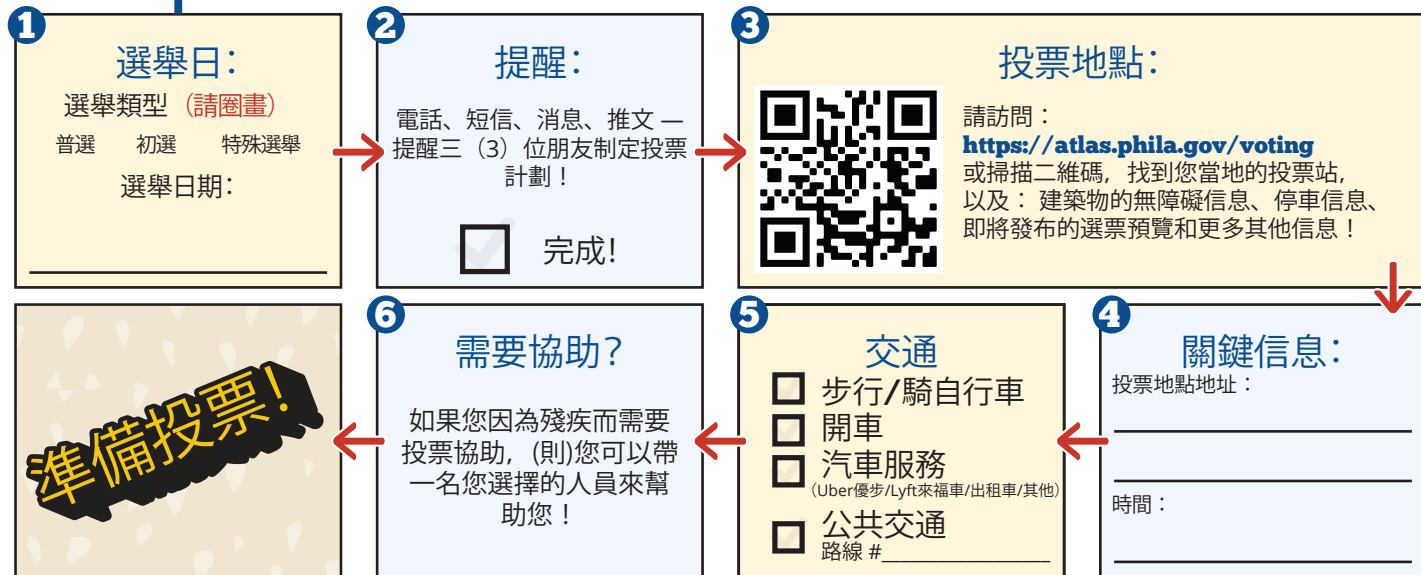 1
選舉日：
選舉類型（請圈畫）
普選 初選 特殊選舉
選舉日期：
2
提醒：
電話、短信、消息、推文 —
提醒三（3）位朋友制定投票
計劃！
完成!
3
投票地點：
請訪問：
https://atlas.phila.gov/voting
或掃描二維碼，找到您當地的投票站，
以及： 建築物的無障礙信息、停車信息、
即將發布的選票預覽和更多其他信息！
4
關鍵信息：
投票地點地址：
時間：
5
交通
步行/騎自行車
開車
汽車服務
（Uber優步/Lyft來福車/出租車/其他）
公共交通
路線 #
6
需要協助？
如果您因為殘疾而需要
投票協助，(則)您可以帶
一名您選擇的人員來幫
助您！
準備投票！